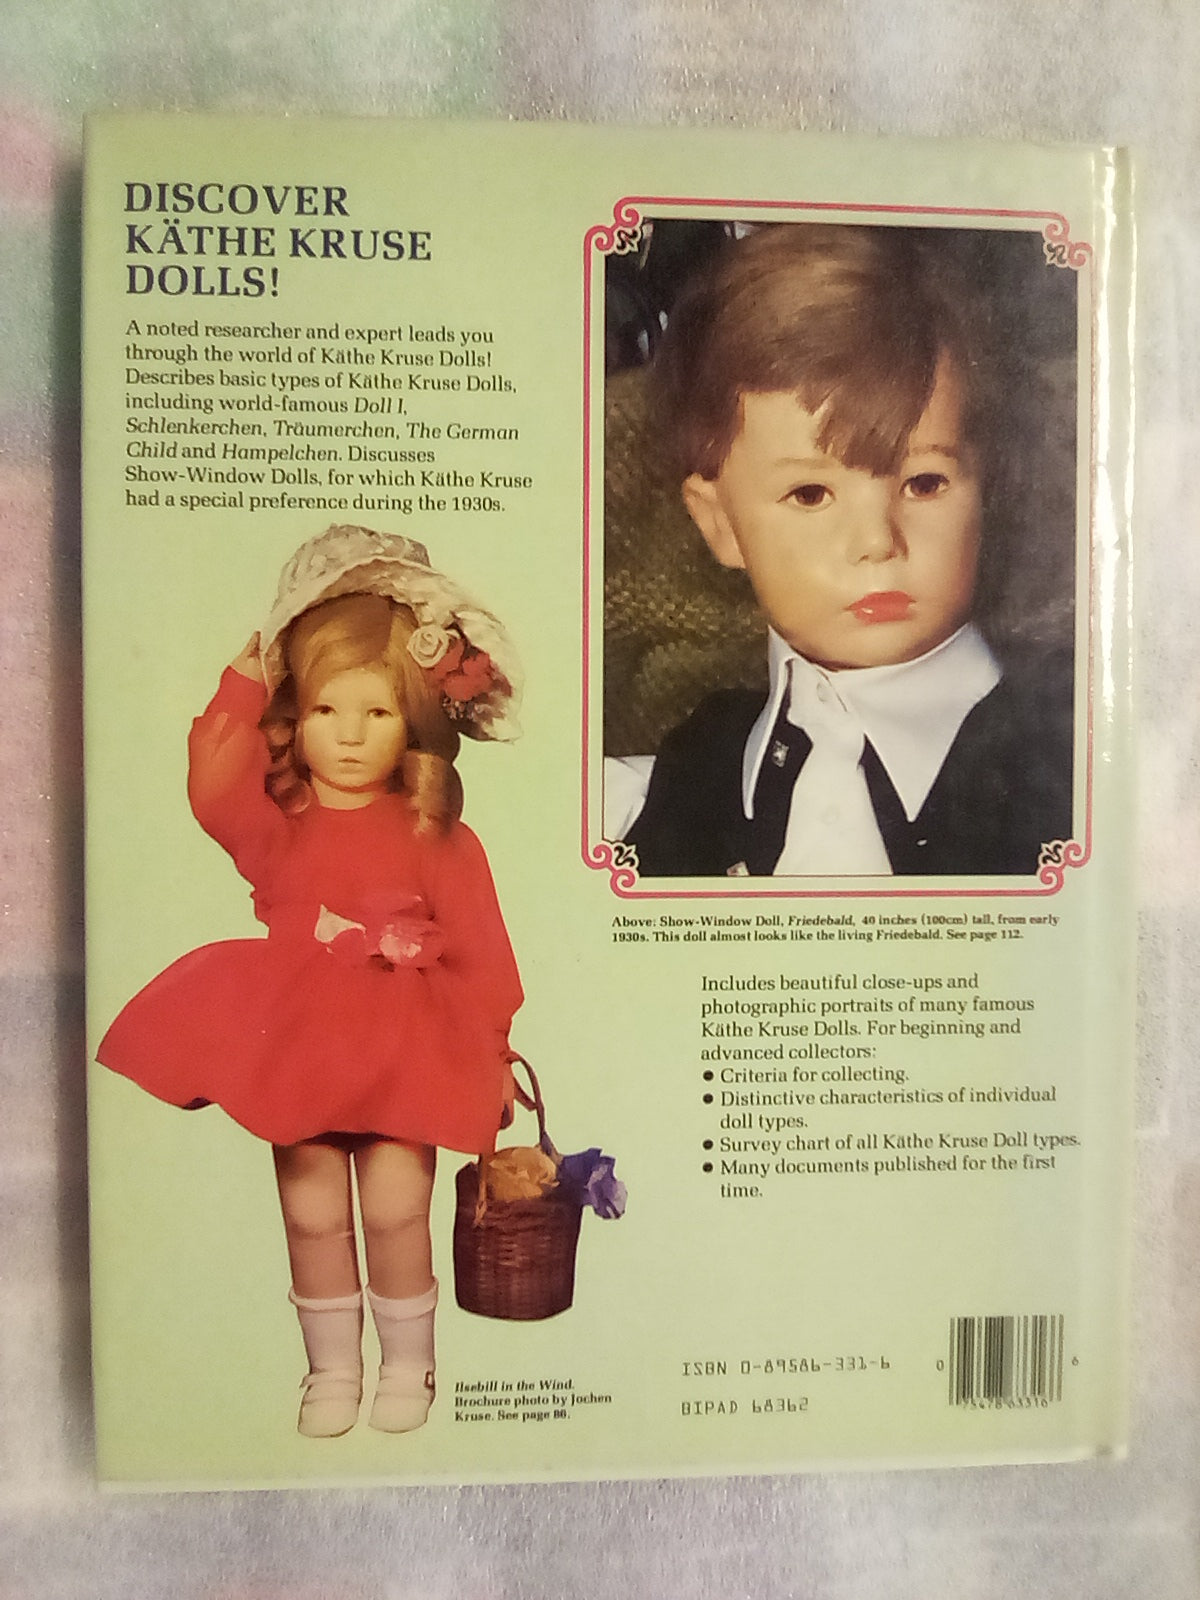 DISCOVER
KÄTHE KRUSE
DOLLS!
A noted researcher and expert leads you
through the world of Käthe Kruse Dolls!
Describes basic types of Käthe Kruse Dolls,
including world-famous Doll I,
Schlenkerchen, Träumerchen, The German
Child and Hampelchen. Discusses
Show-Window Dolls, for which Käthe Kruse
had a special preference during the 1930s.
Above: Show-Window Doll, Friedebald, 40 inches (100cm) tall, from early
1930s. This doll almost looks like the living Friedebald. See page 112.
Includes beautiful close-ups and
photographic portraits of many famous
Käthe Kruse Dolls. For beginning and
advanced collectors:
● Criteria for collecting.
● Distinctive characteristics of individual
doll types.
● Survey chart of all Käthe Kruse Doll types.
● Many documents published for the first
time.
Ilsebill in the Wind.
Brochure photo by Jochen
Kruse. See page 86.
ISBN 0-89586-331-6
BIPAD 68362
0 75478 63316 6